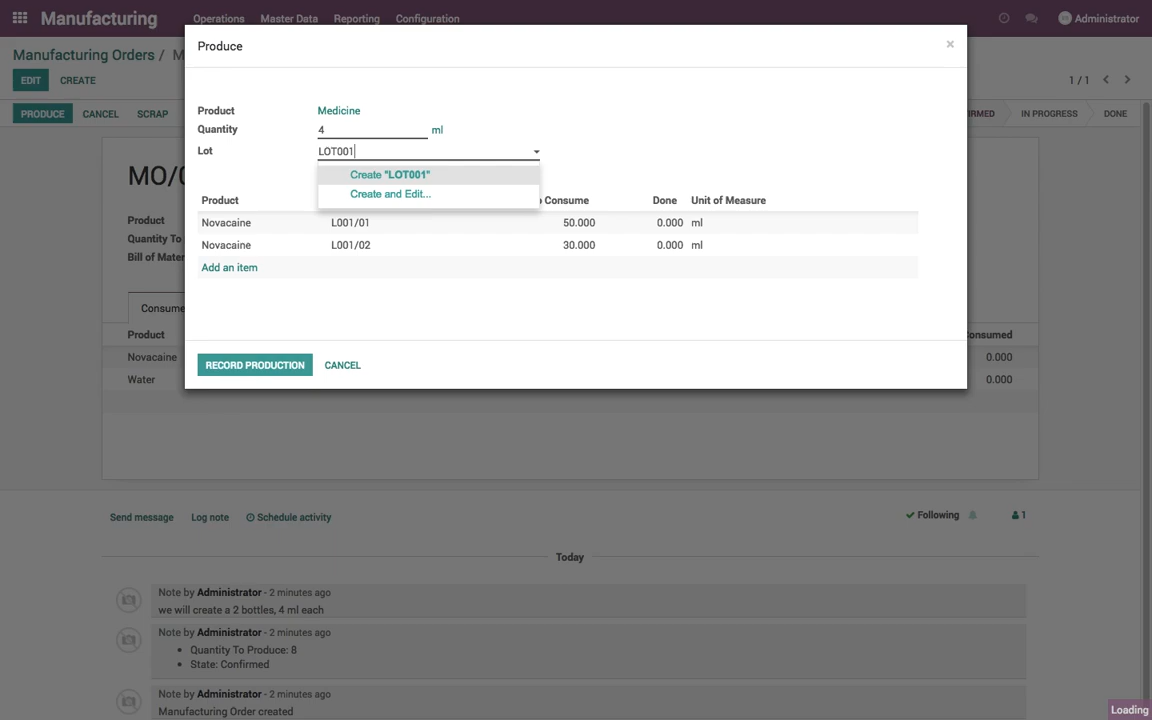 Manufacturing Operations Master Data Reporting Configuration Administrator
Produce ×
Manufacturing Orders / M
EDIT CREATE 1 / 1
PRODUCE CANCEL SCRAP IRMED IN PROGRESS DONE
Product Medicine
Quantity 4 ml
Lot LOT001
Create "LOT001"
Create and Edit...
MO/0
Product o Consume Done Unit of Measure
Novacaine L001/01 50.000 0.000 ml
Novacaine L001/02 30.000 0.000 ml
Add an item
Product
Quantity To
Bill of Mater
Consume
Product onsumed
Novacaine 0.000
Water 0.000
RECORD PRODUCTION CANCEL
Send message Log note Schedule activity Following 1
Today
Note by Administrator - 2 minutes ago
we will create a 2 bottles, 4 ml each
Note by Administrator - 2 minutes ago
• Quantity To Produce: 8
• State: Confirmed
Note by Administrator - 2 minutes ago
Manufacturing Order created
Loading